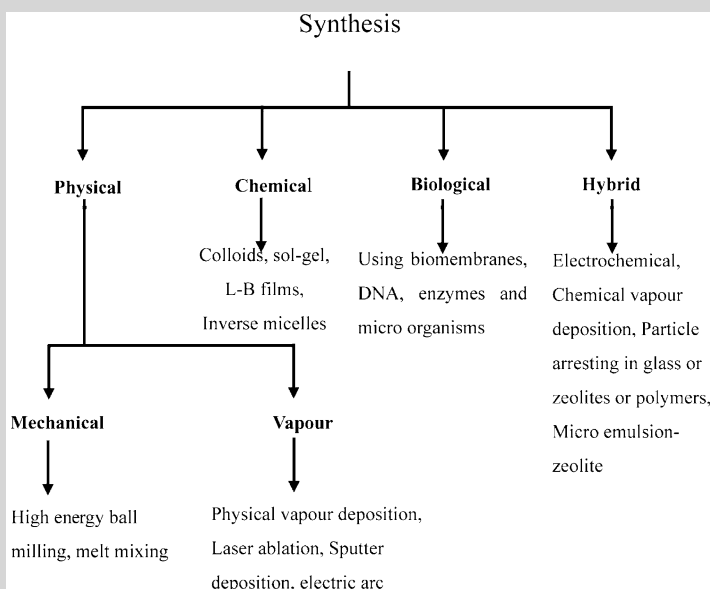 Synthesis
Physical
Chemical
Biological
Hybrid
Colloids, sol-gel,
L-B films,
Inverse micelles
Using biomembranes,
DNA, enzymes and
micro organisms
Electrochemical,
Chemical vapour
deposition, Particle
arresting in glass or
zeolites or polymers,
Micro emulsion-
zeolite
Mechanical
Vapour
High energy ball
milling, melt mixing
Physical vapour deposition,
Laser ablation, Sputter
deposition, electric arc